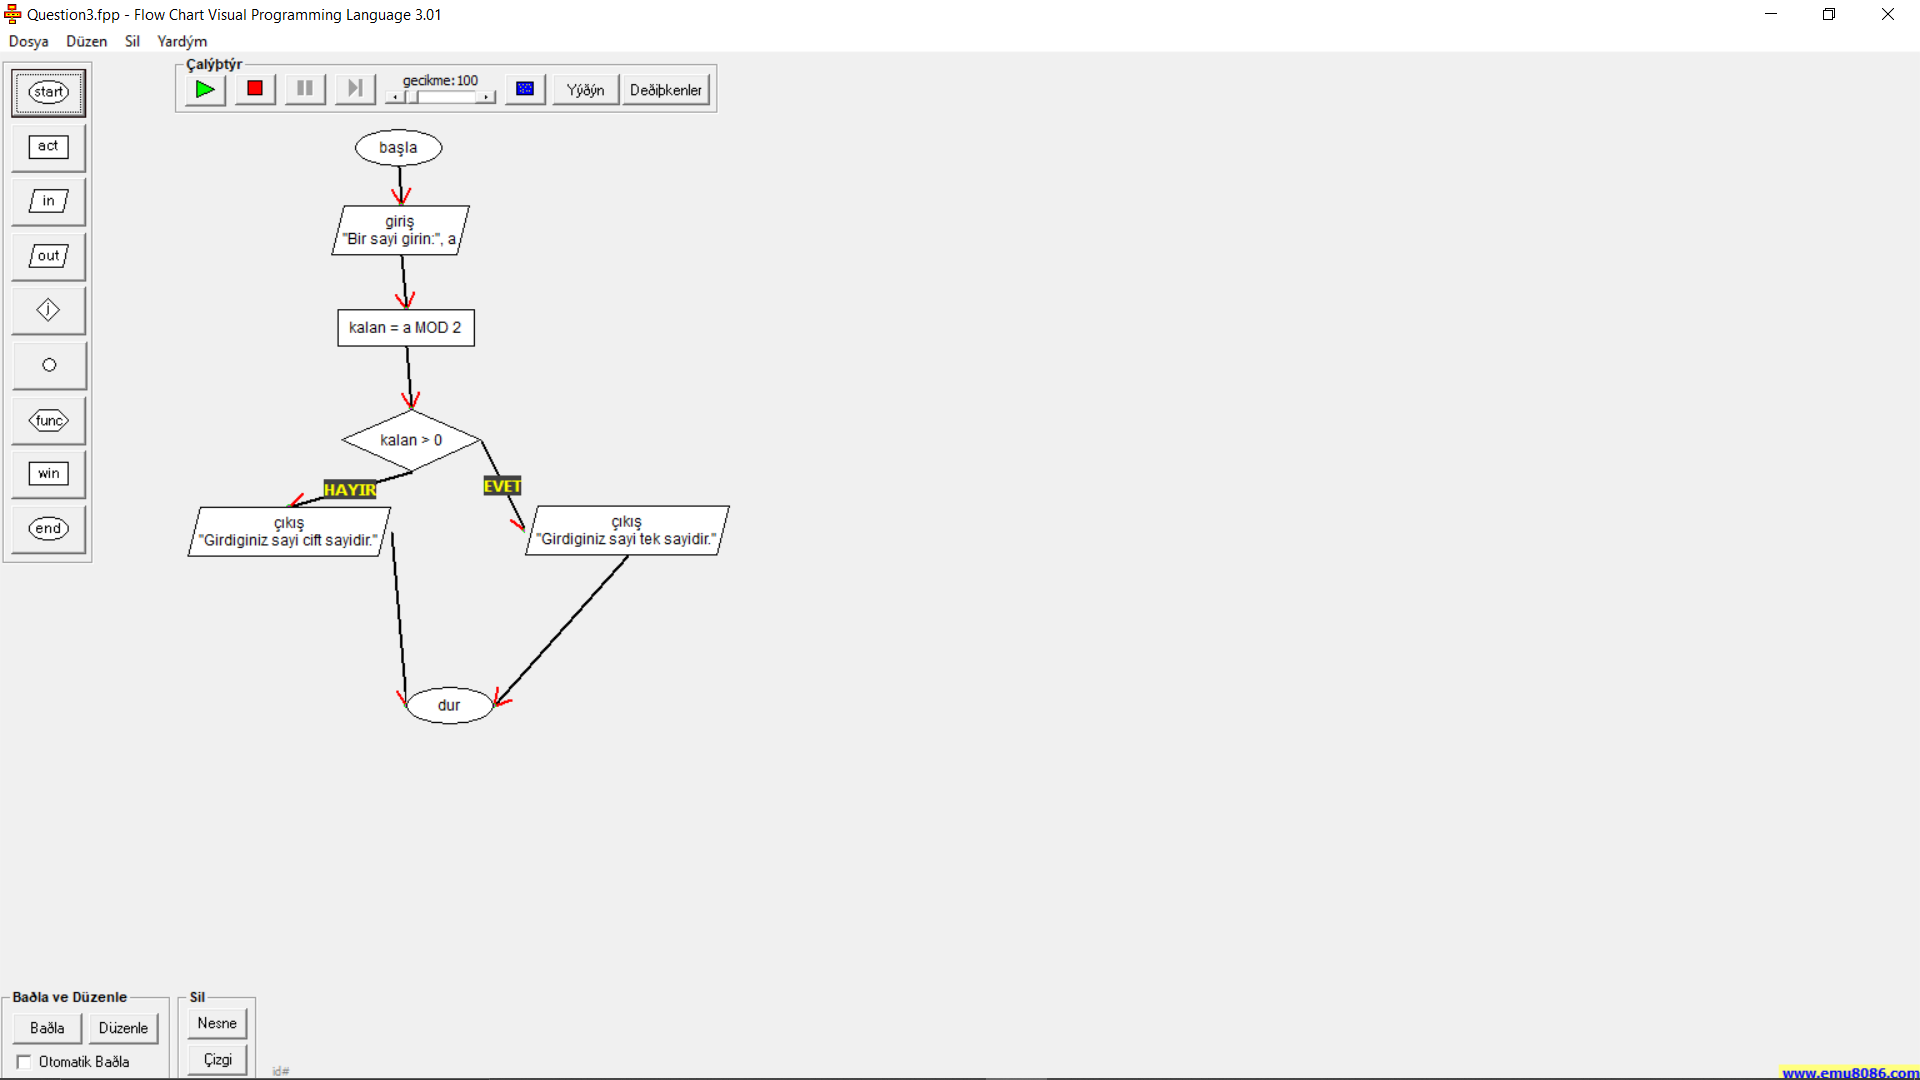 Question3.fpp - Flow Chart Visual Programming Language 3.01
Dosya Düzen Sil Yardým
Çalýþtýr
gecikme:100
Yýðýn
Deðiþkenler
start
act
in
out
j
func
win
end
başla
giriş
"Bir sayi girin:", a
kalan = a MOD 2
kalan > 0
HAYIR
EVET
çıkış
"Girdiginiz sayi cift sayidir."
çıkış
"Girdiginiz sayi tek sayidir."
dur
Baðla ve Düzenle
Baðla
Düzenle
Otomatik Baðla
Sil
Nesne
Çizgi
id#
www.emu8086.com